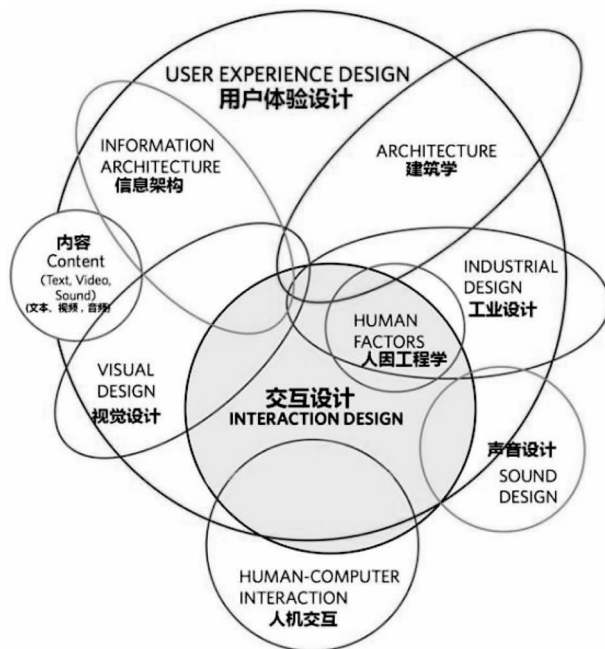 USER EXPERIENCE DESIGN
用户体验设计
INFORMATION
ARCHITECTURE
信息架构
ARCHITECTURE
建筑学
内容
Content
(Text, Video,
Sound)
(文本、视频，音频)
INDUSTRIAL
DESIGN
工业设计
HUMAN
FACTORS
人因工程学
VISUAL
DESIGN
视觉设计
交互设计
INTERACTION DESIGN
声音设计
SOUND
DESIGN
HUMAN-COMPUTER
INTERACTION
人机交互